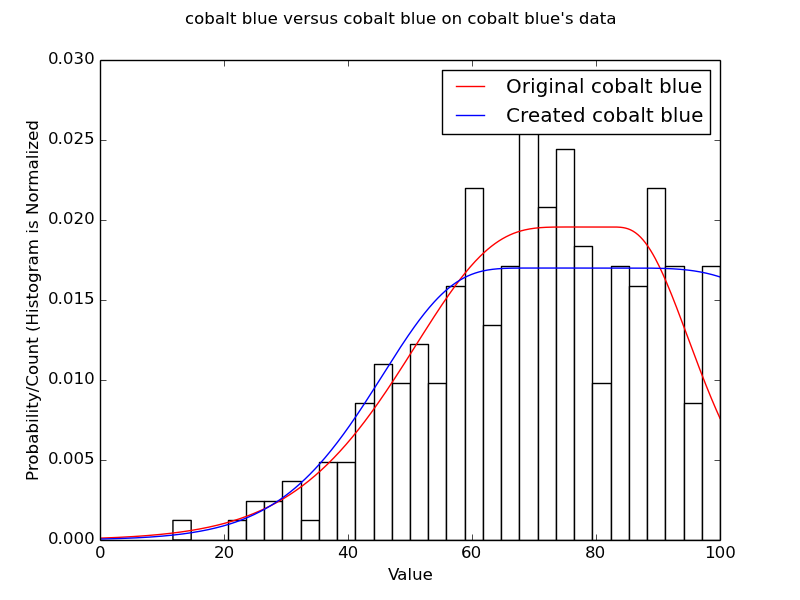 cobalt blue versus cobalt blue on cobalt blue's data
0.030
0.025
0.020
0.015
0.010
0.005
0.000
Probability/Count (Histogram is Normalized
Original cobalt blue
Created cobalt blue
0 20 40 60 80 100
Value